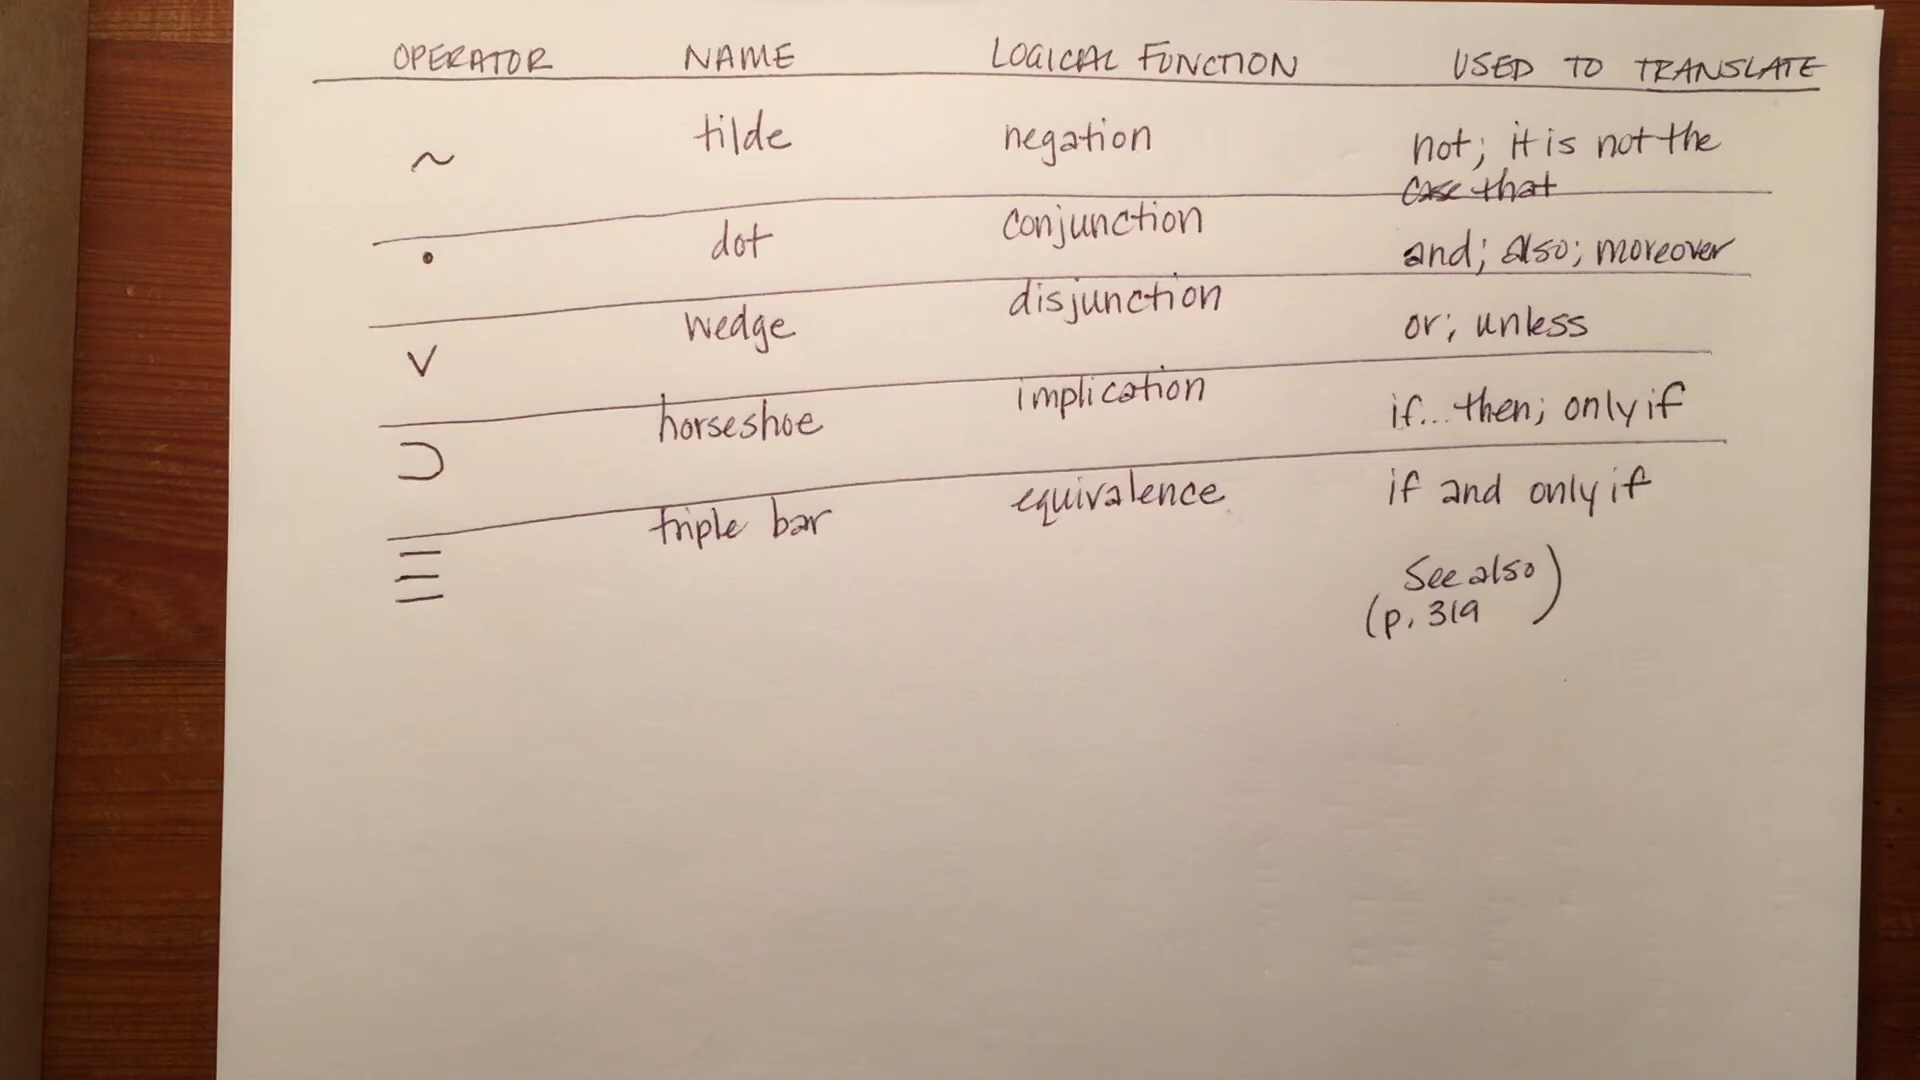 OPERATOR NAME LOGICAL FUNCTION USED TO TRANSLATE
~ tilde negation not; it is not the
case that
• dot conjunction and; also; moreover
v wedge disjunction or; unless
⊃ horseshoe implication if...then; only if
≡ triple bar equivalence if and only if
See also)
(p. 319